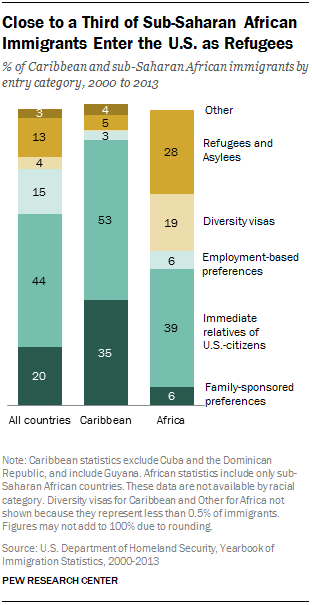 Close to a Third of Sub-Saharan African
Immigrants Enter the U.S. as Refugees
% of Caribbean and sub-Saharan African immigrants by
entry category, 2000 to 2013
3 4 Other
13 5 28 Refugees and
Asylees
4 3 19 Diversity visas
15 6 Employment-based
preferences
44 53 39 Immediate
relatives of
U.S.-citizens
20 35 6 Family-sponsored
preferences
All countries Caribbean Africa
Note: Caribbean statistics exclude Cuba and the Dominican
Republic, and include Guyana. African statistics include only sub-
Saharan African countries. These data are not available by racial
category. Diversity visas for Caribbean and Other for Africa not
shown because they represent less than 0.5% of immigrants.
Figures may not add to 100% due to rounding.
Source: U.S. Department of Homeland Security, Yearbook of
Immigration Statistics, 2000-2013
PEW RESEARCH CENTER